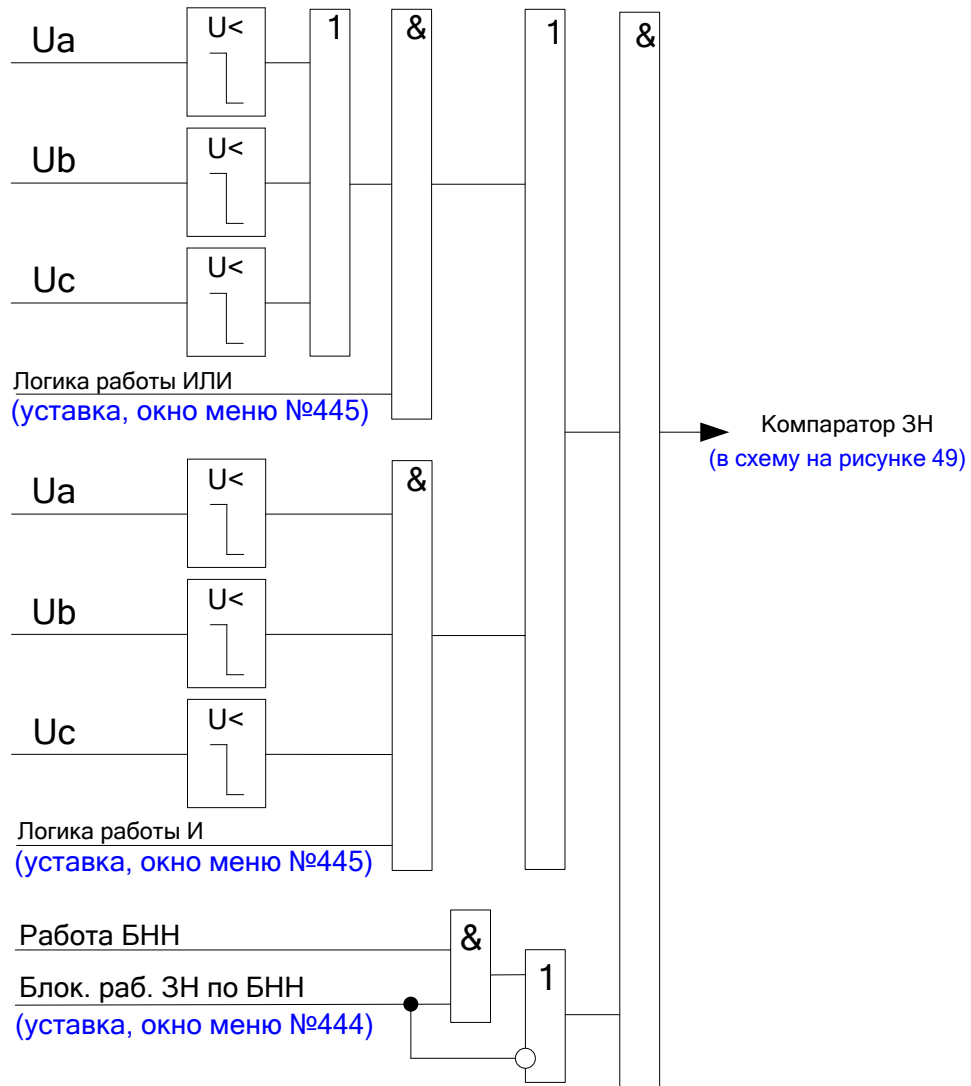 Ua
U<
1
&
1
&
Ub
U<
Uc
U<
Логика работы ИЛИ
(уставка, окно меню №445)
Компаратор ЗН
(в схему на рисунке 49)
Ua
U<
&
Ub
U<
Uc
U<
Логика работы И
(уставка, окно меню №445)
Работа БНН
&
1
Блок. раб. ЗН по БНН
(уставка, окно меню №444)